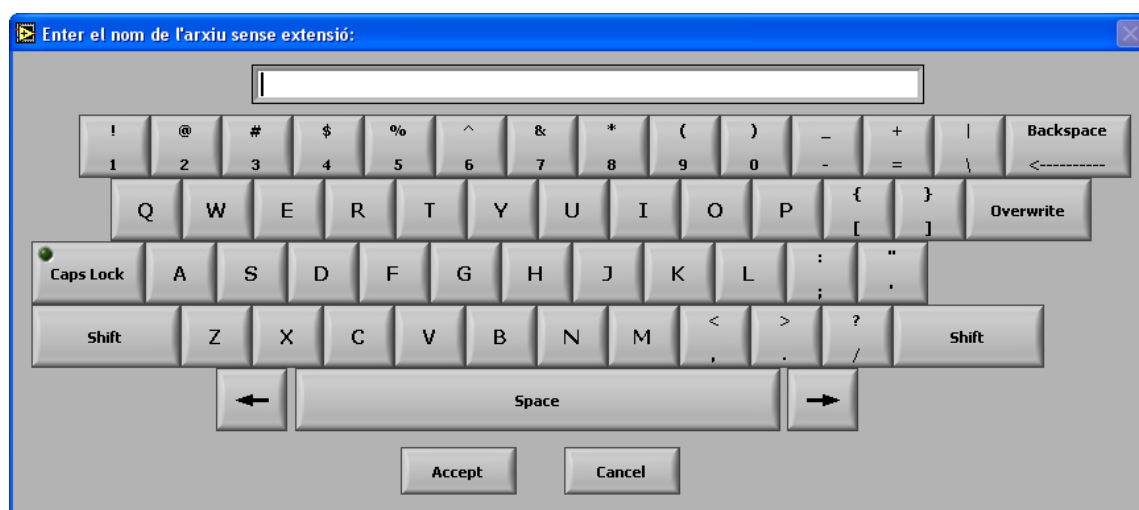 Enter el nom de l'arxiu sense extensió:
! @ # $ % ^ & * ( ) _ + | Backspace
1 2 3 4 5 6 7 8 9 0 - = \ <----------
Q W E R T Y U I O P { } Overwrite
[ ]
Caps Lock A S D F G H J K L : "
; '
Shift Z X C V B N M < > ? Shift
, . /
Space
Accept Cancel